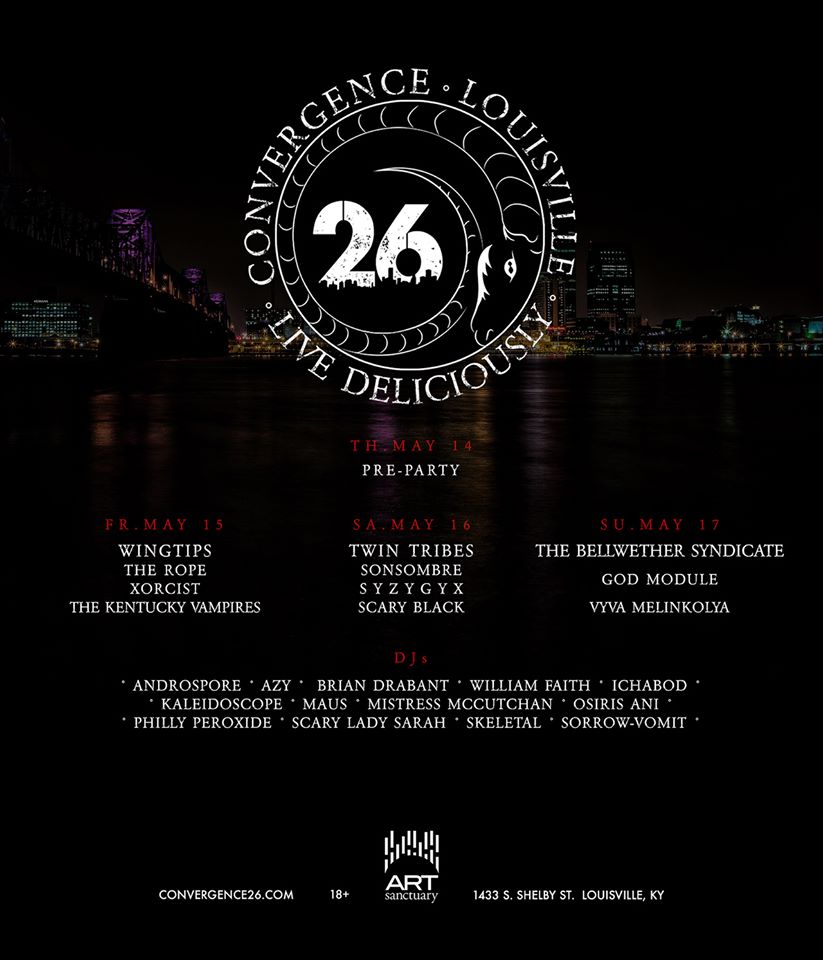 CONVERGENCE ◦ LOUISVILLE ◦
LIVE DELICIOUSLY ◦
26
TH.MAY 14
PRE-PARTY
FR.MAY 15
WINGTIPS
THE ROPE
XORCIST
THE KENTUCKY VAMPIRES
SA.MAY 16
TWIN TRIBES
SONSOMBRE
S Y Z Y G Y X
SCARY BLACK
SU.MAY 17
THE BELLWETHER SYNDICATE
GOD MODULE
VYVA MELINKOLYA
DJs
° ANDROSPORE ° AZY ° BRIAN DRABANT ° WILLIAM FAITH ° ICHABOD °
° KALEIDOSCOPE ° MAUS ° MISTRESS MCCUTCHAN ° OSIRIS ANI °
° PHILLY PEROXIDE ° SCARY LADY SARAH ° SKELETAL ° SORROW-VOMIT °
ART
sanctuary
CONVERGENCE26.COM 18+ 1433 S. SHELBY ST. LOUISVILLE, KY